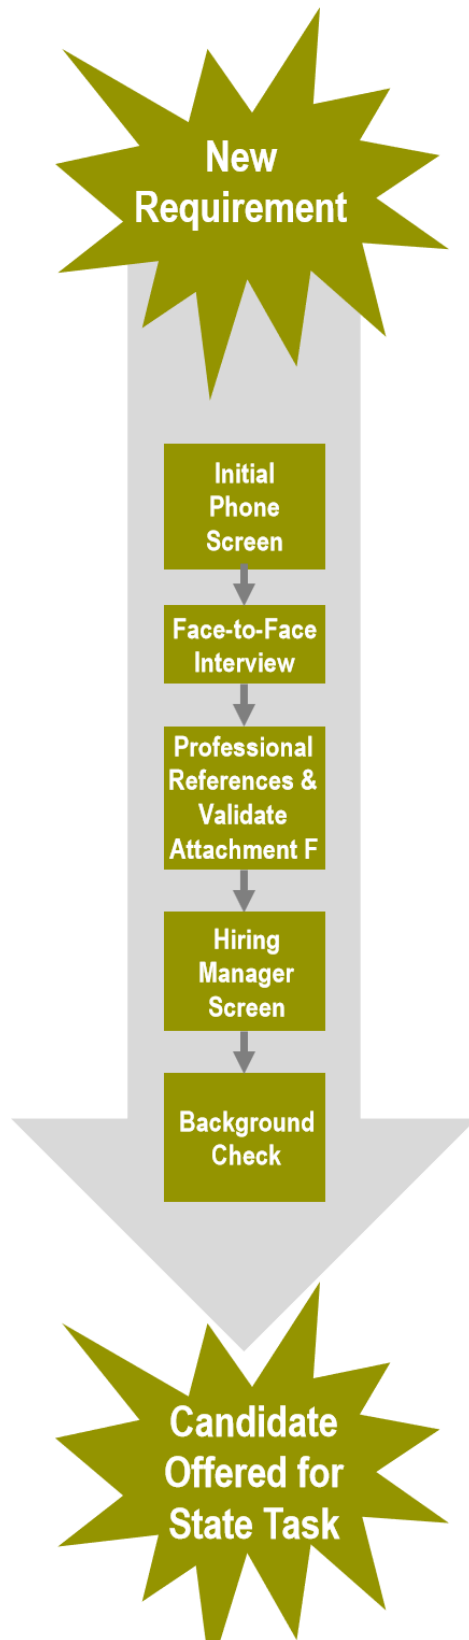 New
Requirement
Initial
Phone
Screen
Face-to-Face
Interview
Professional
References &
Validate
Attachment F
Hiring
Manager
Screen
Background
Check
Candidate
Offered for
State Task